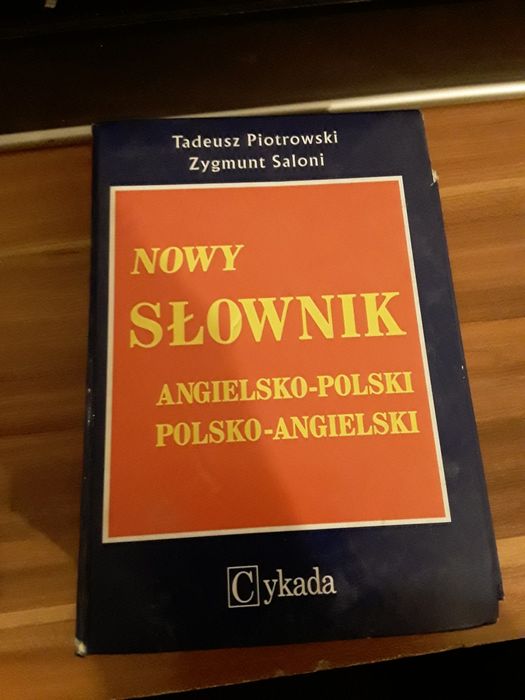 Tadeusz Piotrowski
Zygmunt Saloni
NOWY
SŁOWNIK
ANGIELSKO-POLSKI
POLSKO-ANGIELSKI
Cykada